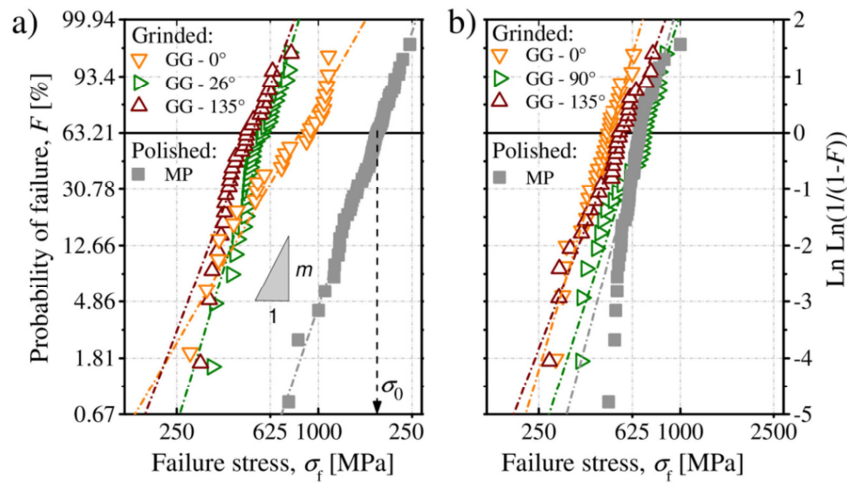 a)
Probability of failure, F [%]
99.94
93.4
63.21
30.78
12.66
4.86
1.81
0.67
Grinded:
GG - 0°
GG - 26°
GG - 135°
Polished:
MP
m
1
σ0
250
625
1000
250
Failure stress, σf [MPa]
b)
Grinded:
GG - 0°
GG - 90°
GG - 135°
Polished:
MP
250
625
1000
2500
Failure stress, σf [MPa]
2
1
0
-1
-2
-3
-4
-5
Ln Ln(1/(1-F))